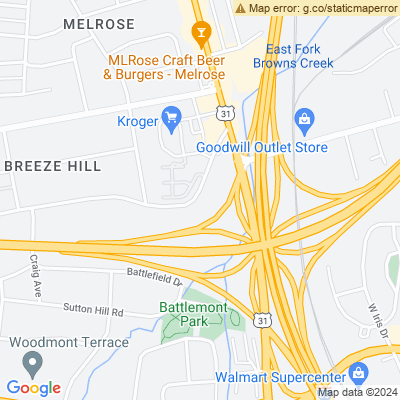 Map error: g.co/staticmaperror
MELROSE
MLRose Craft Beer
& Burgers - Melrose
East Fork
Browns Creek
31
Kroger
Goodwill Outlet Store
BREEZE HILL
Craig Ave
Battlefield Dr
Sutton Hill Rd
Battlemont
Park
31
W Iris Dr
Woodmont Terrace
Walmart Supercenter
Google
Map data ©2024